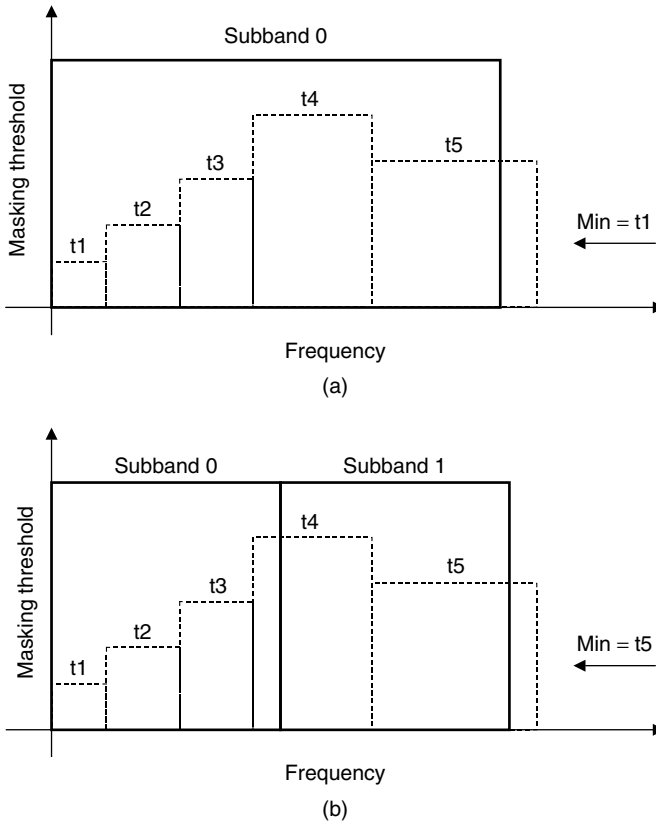 Subband 0
t4
t5
t3
t2
t1
Min = t1
Masking threshold
Frequency
(a)
Subband 0
Subband 1
t4
t5
t3
t2
t1
Min = t5
Masking threshold
Frequency
(b)